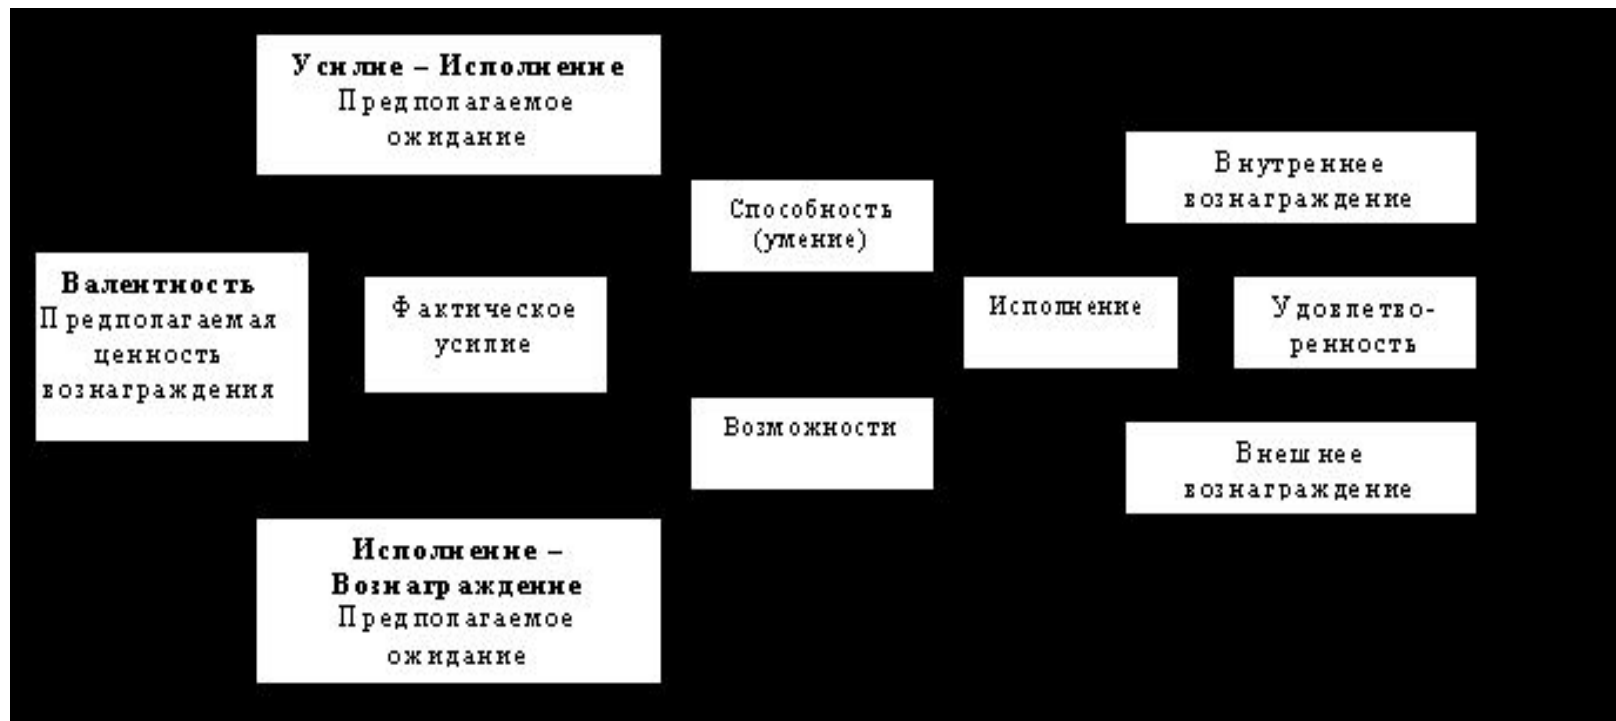 Усилие – Исполнение
Предполагаемое
ожидание
Внутреннее
вознаграждение
Способность
(умение)
Валентность
Предполагаемая
ценность
вознаграждения
Фактическое
усилие
Исполнение
Удовлетво-
ренность
Возможности
Внешнее
вознаграждение
Исполнение –
Вознаграждение
Предполагаемое
ожидание